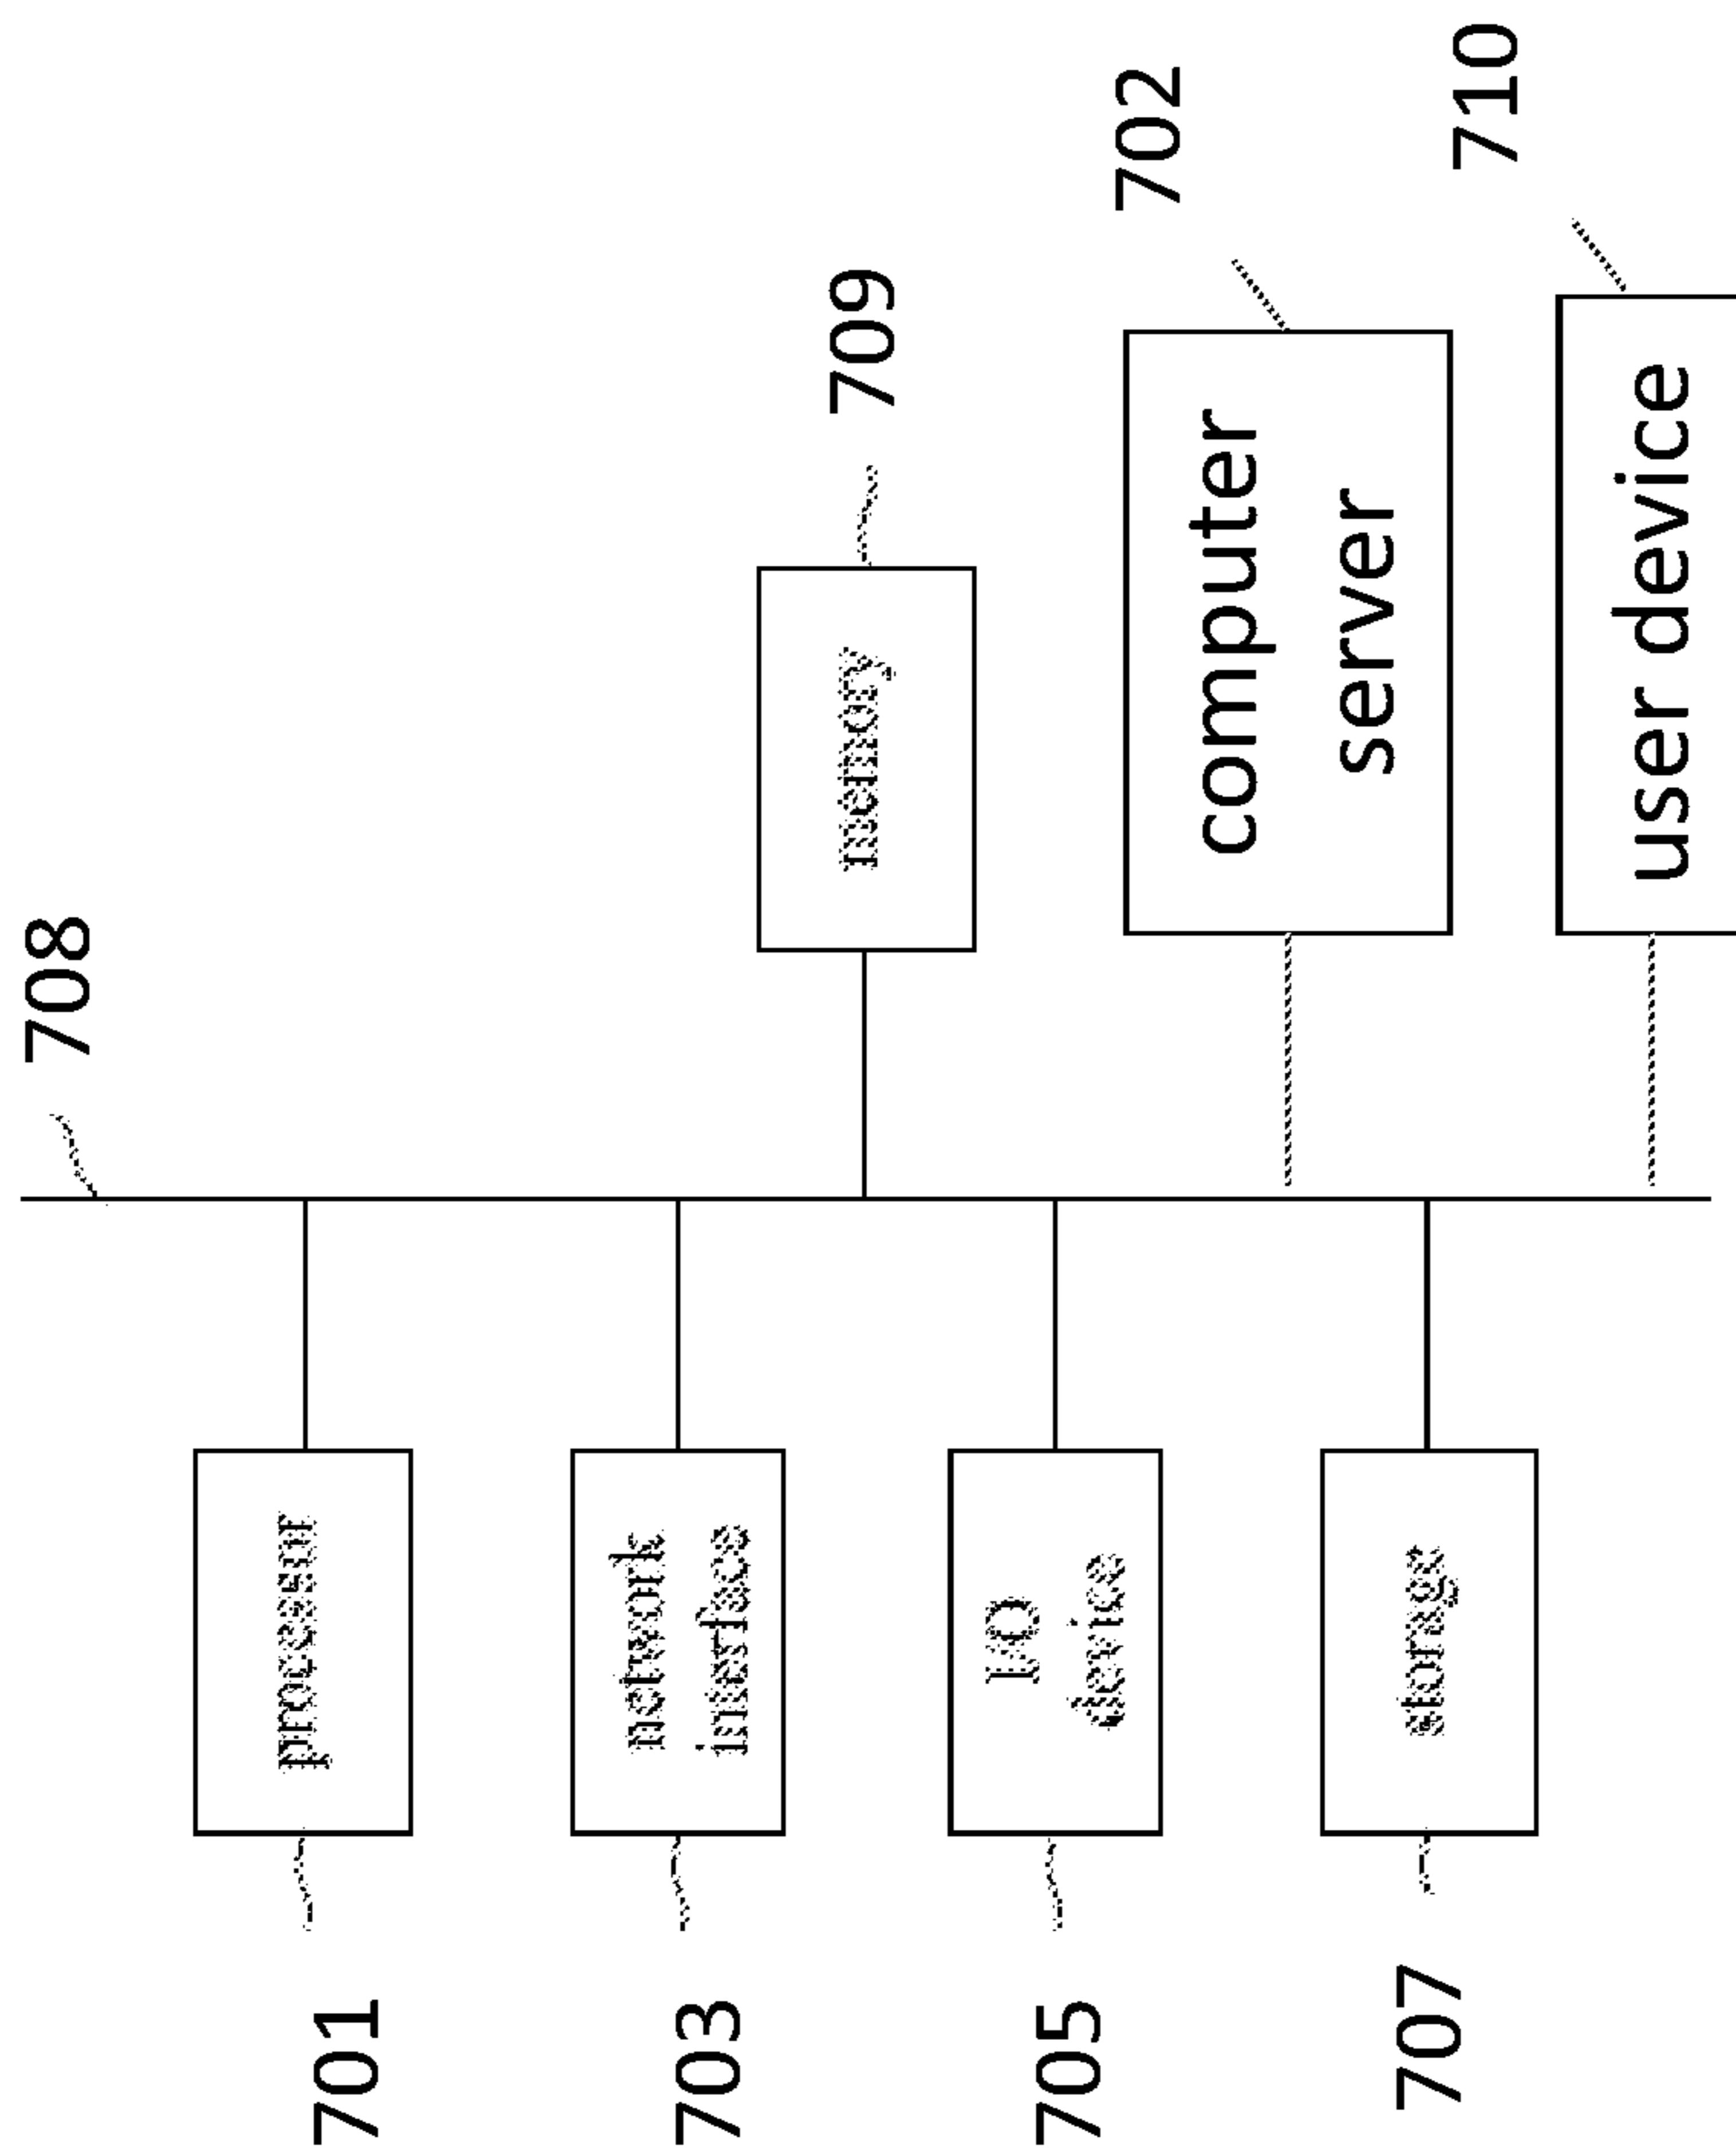 708
701
processor
703
network
interface
709
memory
705
I/O
device
702
computer
server
707
storage
710
user device